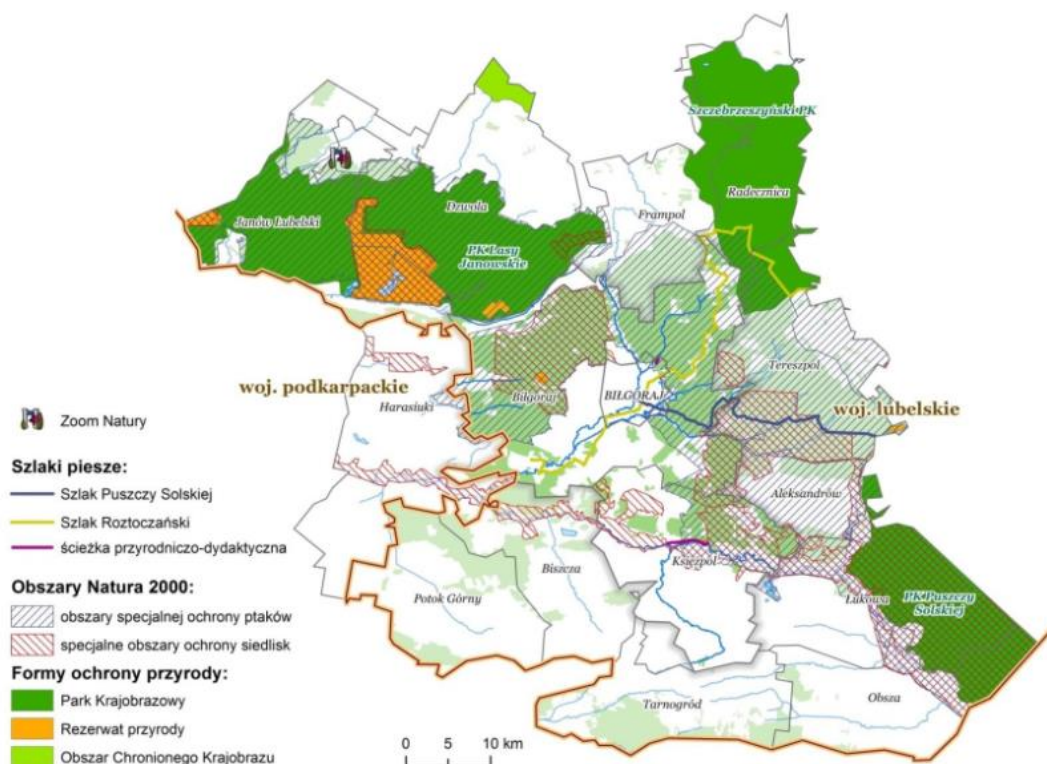 Szczebrzeszyński PK
Radecznica
Frampol
Dzwola
Janów Lubelski
PK Lasy
Janowskie
Tereszpol
woj. podkarpackie
Harasiuki
Biłgoraj
BIŁGORAJ
woj. lubelskie
Aleksandrów
Księżpol
Biszcza
Potok Górny
Łukowa
PK Puszczy
Solskiej
Obsza
Tarnogród
Zoom Natury
Szlaki piesze:
Szlak Puszczy Solskiej
Szlak Roztoczański
ścieżka przyrodniczo-dydaktyczna
Obszary Natura 2000:
obszary specjalnej ochrony ptaków
specjalne obszary ochrony siedlisk
Formy ochrony przyrody:
Park Krajobrazowy
Rezerwat przyrody
Obszar Chronionego Krajobrazu
0 5 10 km